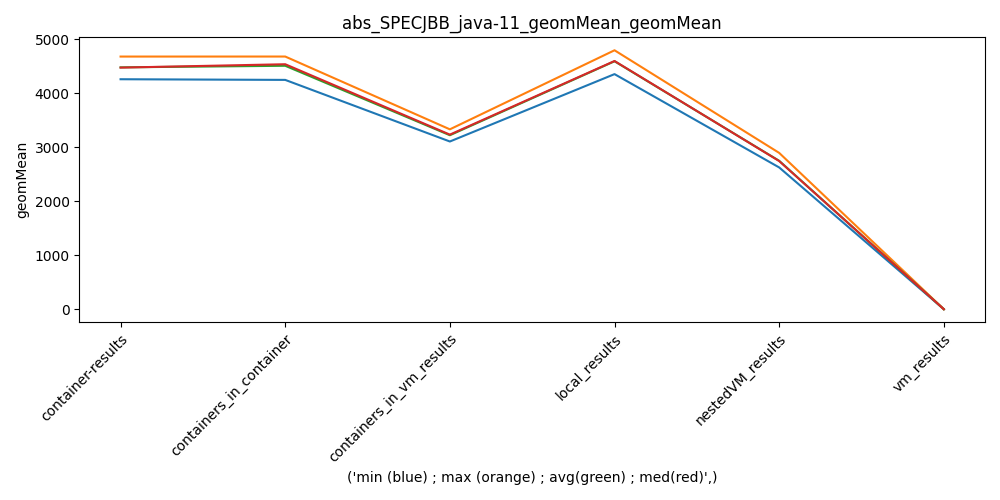 abs_SPECJBB_java-11_geomMean_geomMean
5000
4000
3000
2000
1000
0
geomMean
container-results
containers_in_container
containers_in_vm_results
local_results
nestedVM_results
vm_results
('min (blue) ; max (orange) ; avg(green) ; med(red)',)